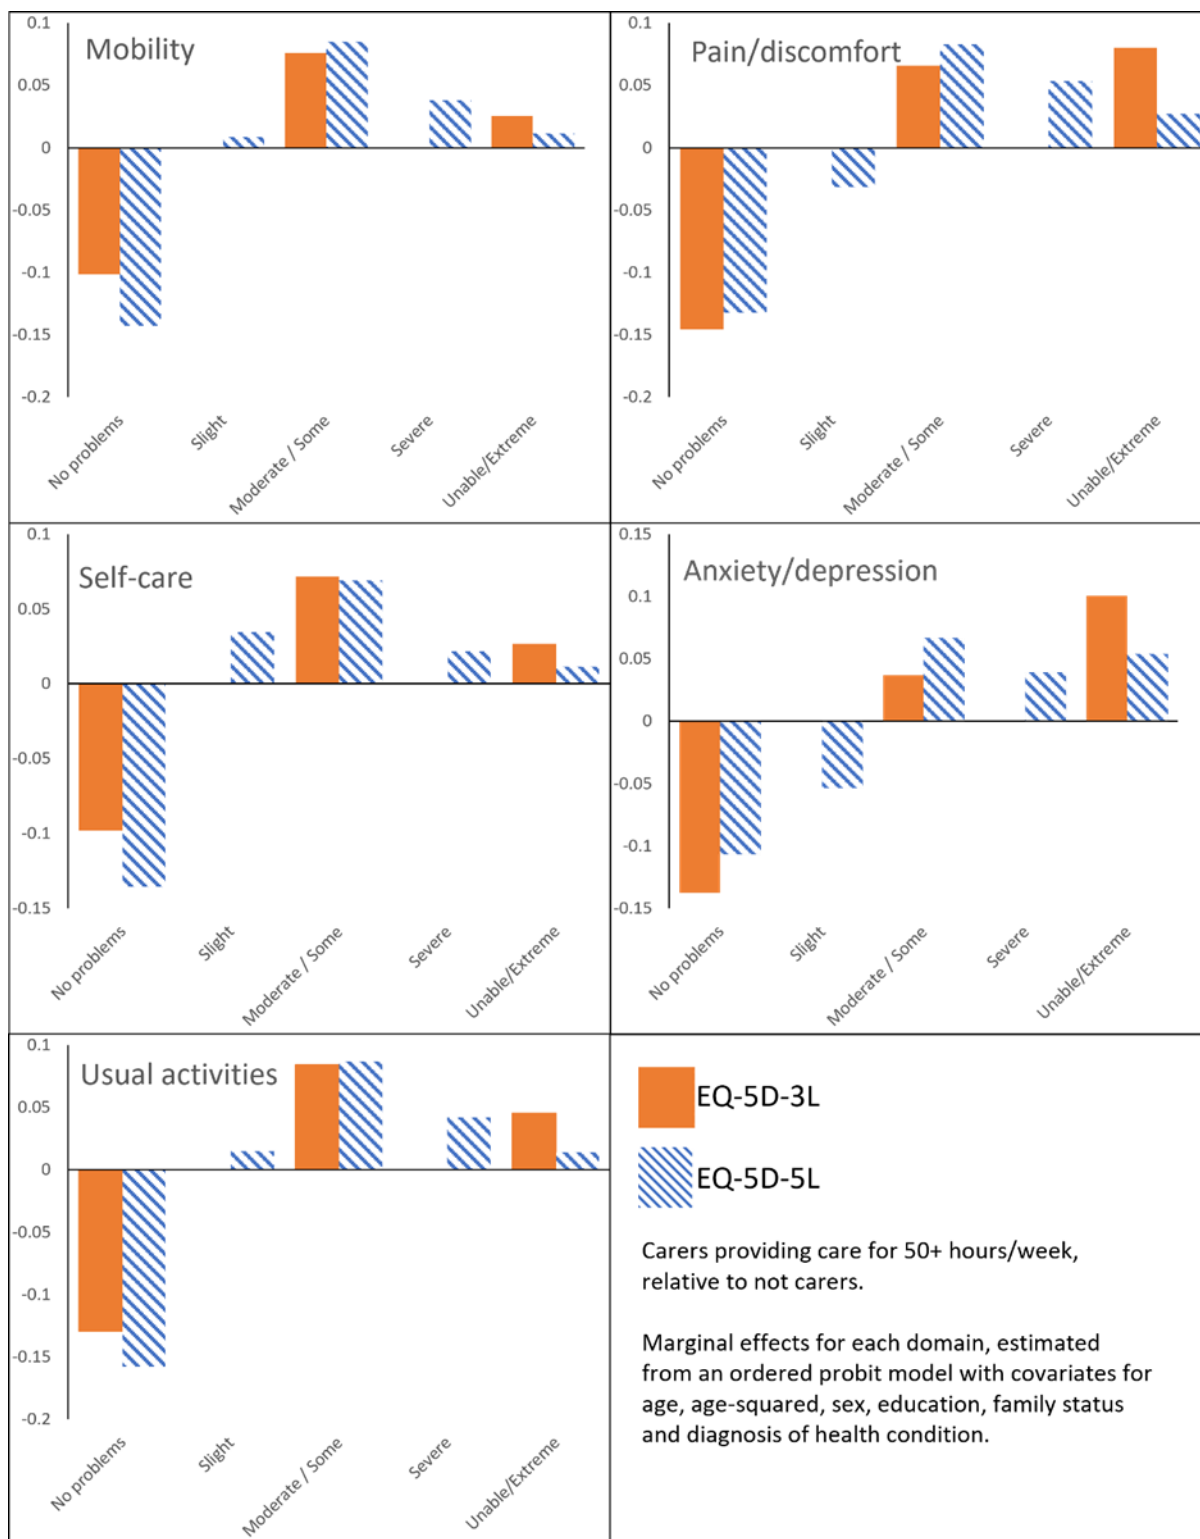 Mobility
0.1
0.05
0
-0.05
-0.1
-0.15
-0.2
No problems
Slight
Moderate / Some
Severe
Unable/Extreme
Pain/discomfort
0.1
0.05
0
-0.05
-0.1
-0.15
-0.2
No problems
Slight
Moderate / Some
Severe
Unable/Extreme
Self-care
0.1
0.05
0
-0.05
-0.1
-0.15
No problems
Slight
Moderate / Some
Severe
Unable/Extreme
Anxiety/depression
0.15
0.1
0.05
0
-0.05
-0.1
-0.15
No problems
Slight
Moderate / Some
Severe
Unable/Extreme
Usual activities
0.1
0.05
0
-0.05
-0.1
-0.15
-0.2
No problems
Slight
Moderate / Some
Severe
Unable/Extreme
EQ-5D-3L
EQ-5D-5L
Carers providing care for 50+ hours/week,
relative to not carers.
Marginal effects for each domain, estimated
from an ordered probit model with covariates for
age, age-squared, sex, education, family status
and diagnosis of health condition.